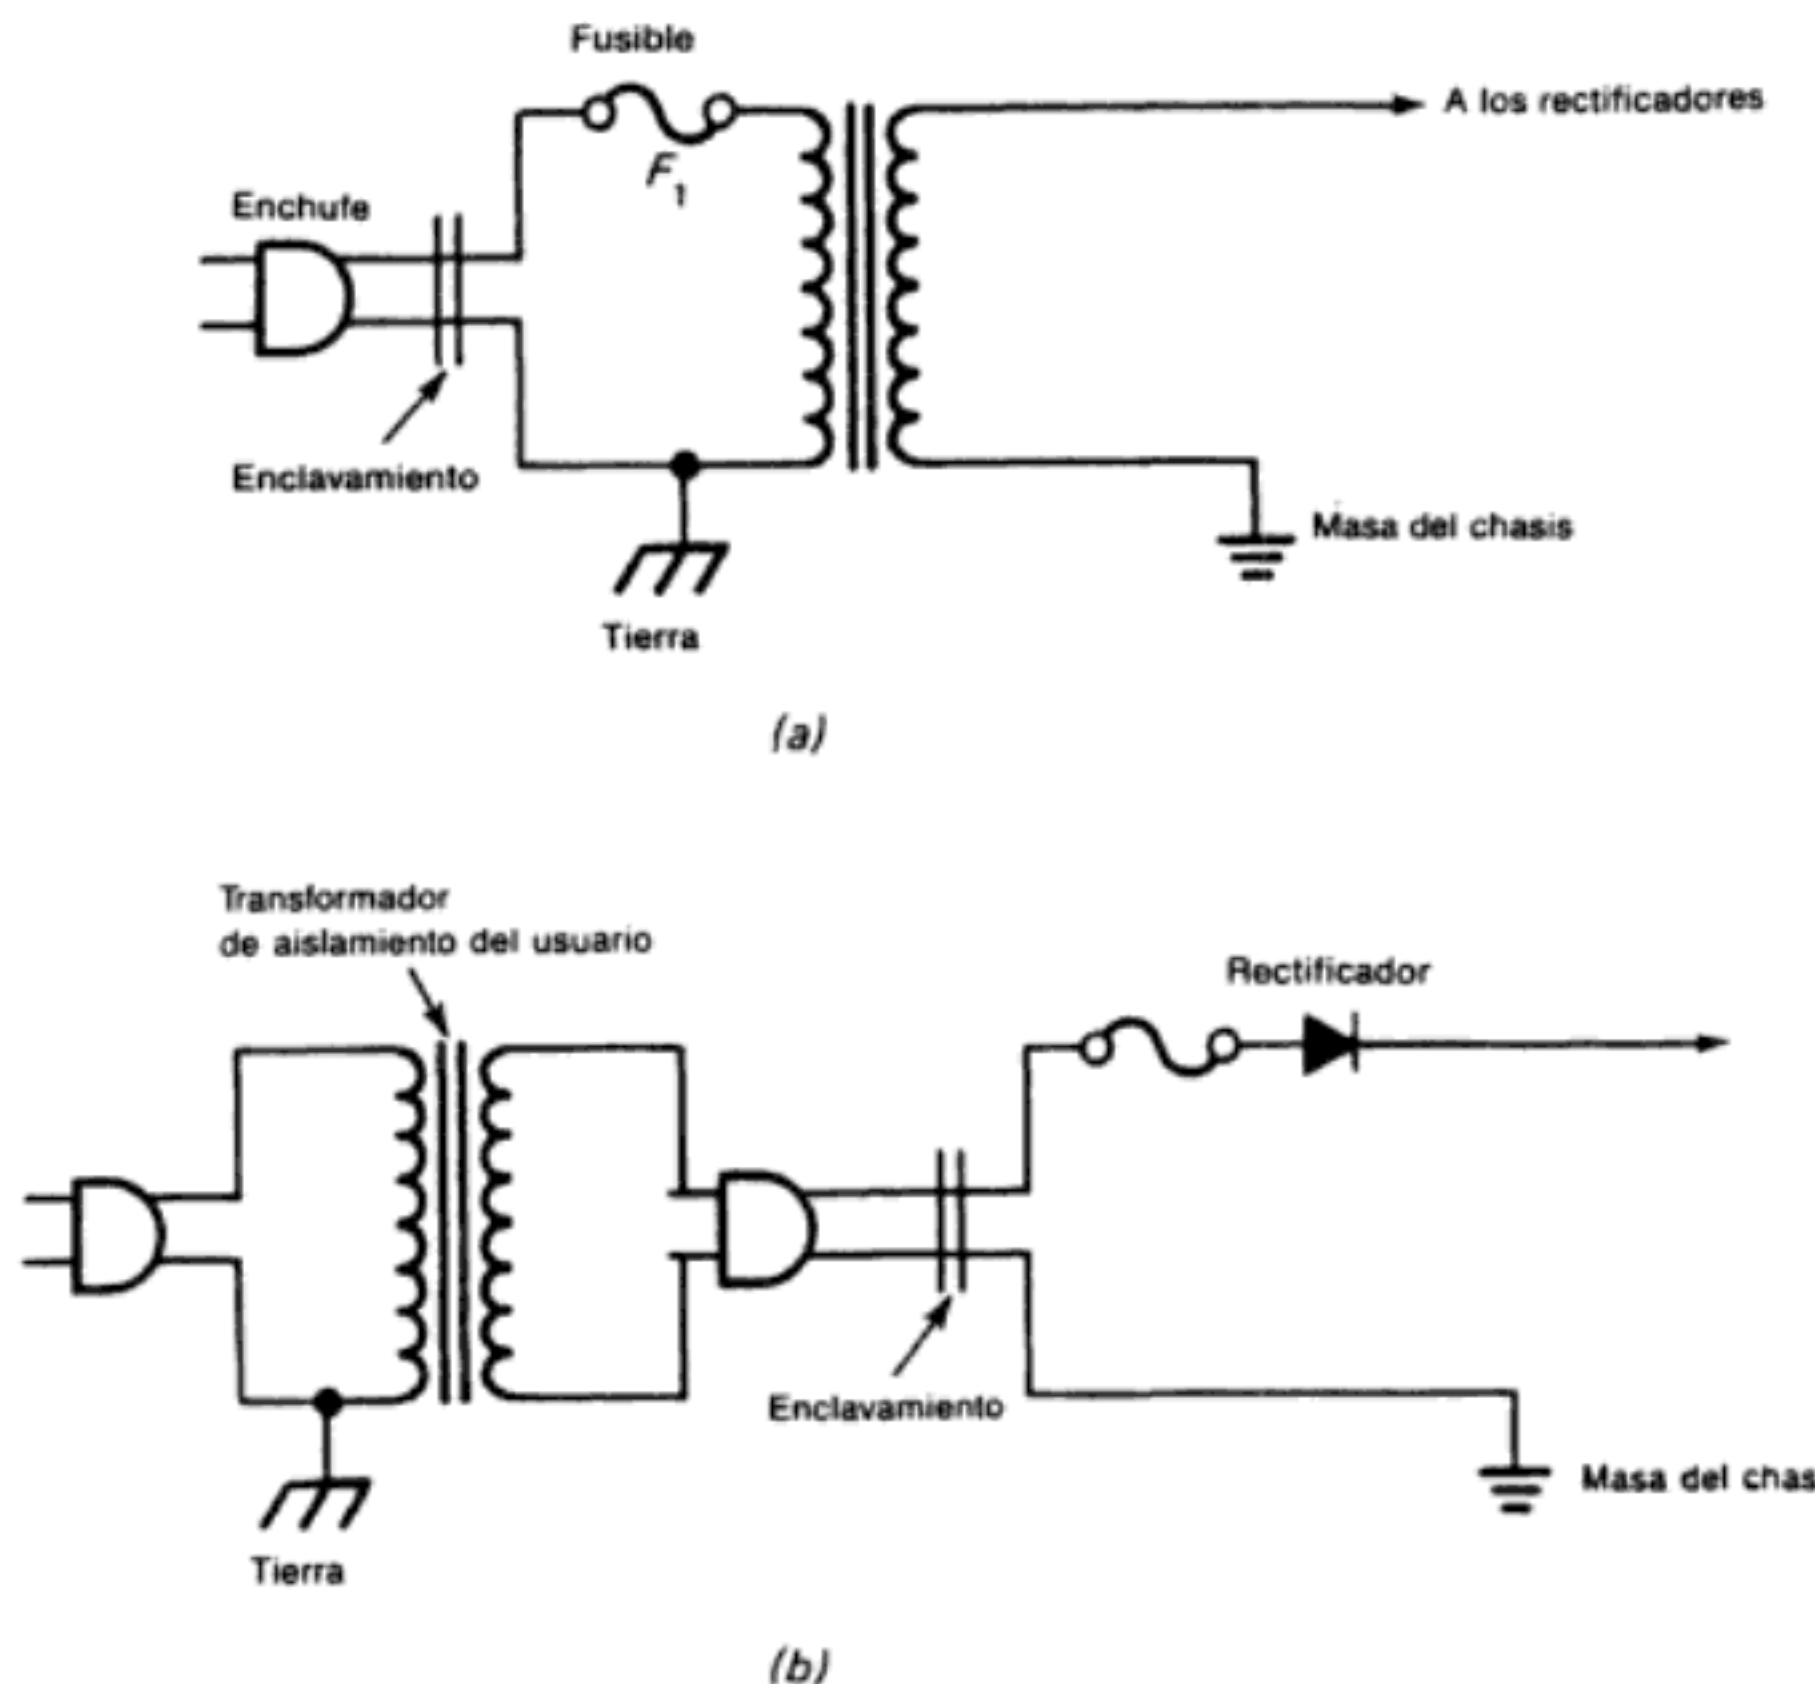 Fusible
A los rectificadores
F1
Enchufe
Enclavamiento
Masa del chasis
Tierra
(a)
Transformador
de aislamiento del usuario
Rectificador
Enclavamiento
Masa del chas
Tierra
(b)